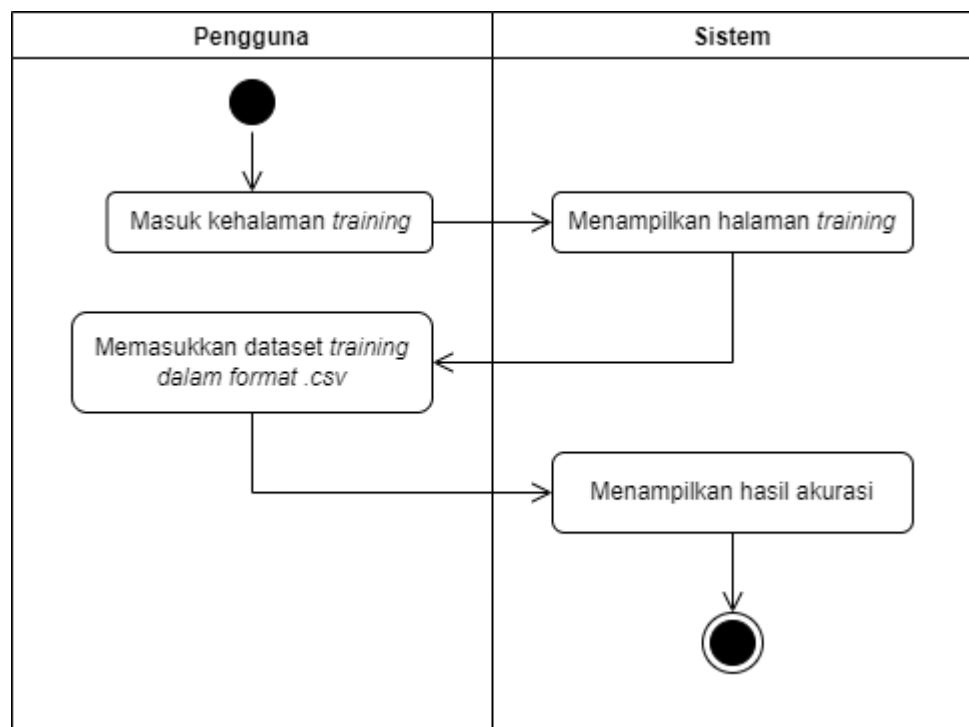 Pengguna
Sistem
Masuk kehalaman training
Menampilkan halaman training
Memasukkan dataset training
dalam format .csv
Menampilkan hasil akurasi